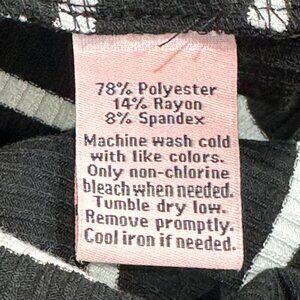 78% Polyester
14% Rayon
8% Spandex
Machine wash cold
with like colors.
Only non-chlorine
bleach when needed.
Tumble dry low.
Remove promptly.
Cool iron if needed.